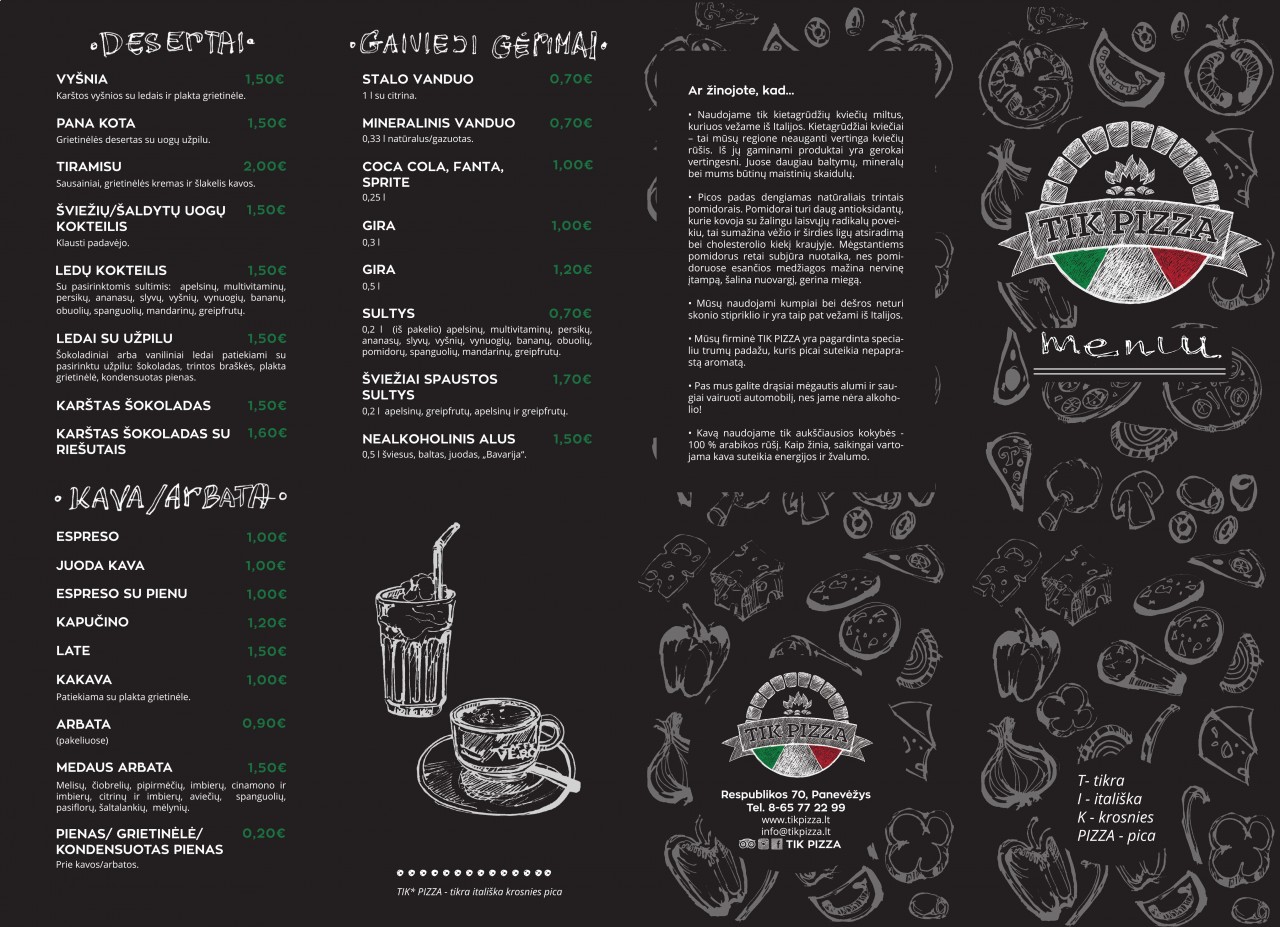 DESERTAI
VYŠNIA 1,50€
Karštos vyšnios su ledais ir plakta grietinėle.
PANA KOTA 1,50€
Grietinėlės desertas su uogų užpilu.
TIRAMISU 2,00€
Sausainiai, grietinėlės kremas ir šlakelis kavos.
ŠVIEŽIŲ/ŠALDYTŲ UOGŲ 1,50€
KOKTEILIS
Klausti padavėjo.
LEDŲ KOKTEILIS 1,50€
Su pasirinktomis sultimis: apelsinų, multivitaminų,
persikų, ananasų, slyvų, vyšnių, vynuogių, bananų,
obuolių, spanguolių, mandarinų, greipfrutų.
LEDAI SU UŽPILU 1,50€
Šokoladiniai arba vaniliniai ledai patiekiami su
pasirinktu užpilu: šokoladas, trintos braškės, plakta
grietinėlė, kondensuotas pienas.
KARŠTAS ŠOKOLADAS 1,50€
KARŠTAS ŠOKOLADAS SU 1,60€
RIEŠUTAIS
KAVA/ARBATA
ESPRESO 1,00€
JUODA KAVA 1,00€
ESPRESO SU PIENU 1,00€
KAPUČINO 1,20€
LATE 1,50€
KAKAVA 1,00€
Patiekiama su plakta grietinėle.
ARBATA 0,90€
(pakeliuose)
MEDAUS ARBATA 1,50€
Melisų, čiobrelių, pipirmėčių, imbierų, cinamono ir
imbierų, citrinų ir imbierų, aviečių, spanguolių,
pasiflorų, šaltalankių, mėlynių.
PIENAS/ GRIETINĖLĖ/ 0,20€
KONDENSUOTAS PIENAS
Prie kavos/arbatos.
GAIVIEJI GĖRIMAI
STALO VANDUO 0,70€
1 l su citrina.
MINERALINIS VANDUO 0,70€
0,33 l natūralus/gazuotas.
COCA COLA, FANTA, 1,00€
SPRITE
0,25 l
GIRA 1,00€
0,3 l
GIRA 1,20€
0,5 l
SULTYS 0,70€
0,2 l (iš pakelio) apelsinų, multivitaminų, persikų,
ananasų, slyvų, vyšnių, vynuogių, bananų, obuolių,
pomidorų, spanguolių, mandarinų, greipfrutų.
ŠVIEŽIAI SPAUSTOS 1,70€
SULTYS
0,2 l apelsinų, greipfrutų, apelsinų ir greipfrutų.
NEALKOHOLINIS ALUS 1,50€
0,5 l šviesus, baltas, juodas, „Bavarija“.
CAFFE
VERO
TIK* PIZZA - tikra itališka krosnies pica
Ar žinojote, kad...
• Naudojame tik kietagrūdžių kviečių miltus,
kuriuos vežame iš Italijos. Kietagrūdžiai kviečiai
– tai mūsų regione neauganti vertinga kviečių
rūšis. Iš jų gaminami produktai yra gerokai
vertingesni. Juose daugiau baltymų, mineralų
bei mums būtinų maistinių skaidulų.
• Picos padas dengiamas natūraliais trintais
pomidorais. Pomidorai turi daug antioksidantų,
kurie kovoja su žalingu laisvųjų radikalų povei-
kiu, tai sumažina vėžio ir širdies ligų atsiradimą
bei cholesterolio kiekį kraujyje. Mėgstantiems
pomidorus retai subjūra nuotaika, nes pomi-
doruose esančios medžiagos mažina nervinę
įtampą, šalina nuovargį, gerina miegą.
• Mūsų naudojami kumpiai bei dešros neturi
skonio stipriklio ir yra taip pat vežami iš Italijos.
• Mūsų firminė TIK PIZZA yra pagardinta specia-
liu trumų padažu, kuris picai suteikia nepapra-
stą aromatą.
• Pas mus galite drąsiai mėgautis alumi ir sau-
giai vairuoti automobilį, nes jame nėra alkoho-
lio!
• Kavą naudojame tik aukščiausios kokybės -
100 % arabikos rūšį. Kaip žinia, saikingai varto-
jama kava suteikia energijos ir žvalumo.
TIK PIZZA
Respublikos 70, Panevėžys
Tel. 8-65 77 22 99
www.tikpizza.lt
info@tikpizza.lt
TIK PIZZA
TIK PIZZA
meniu
T- tikra
I - itališka
K - krosnies
PIZZA - pica